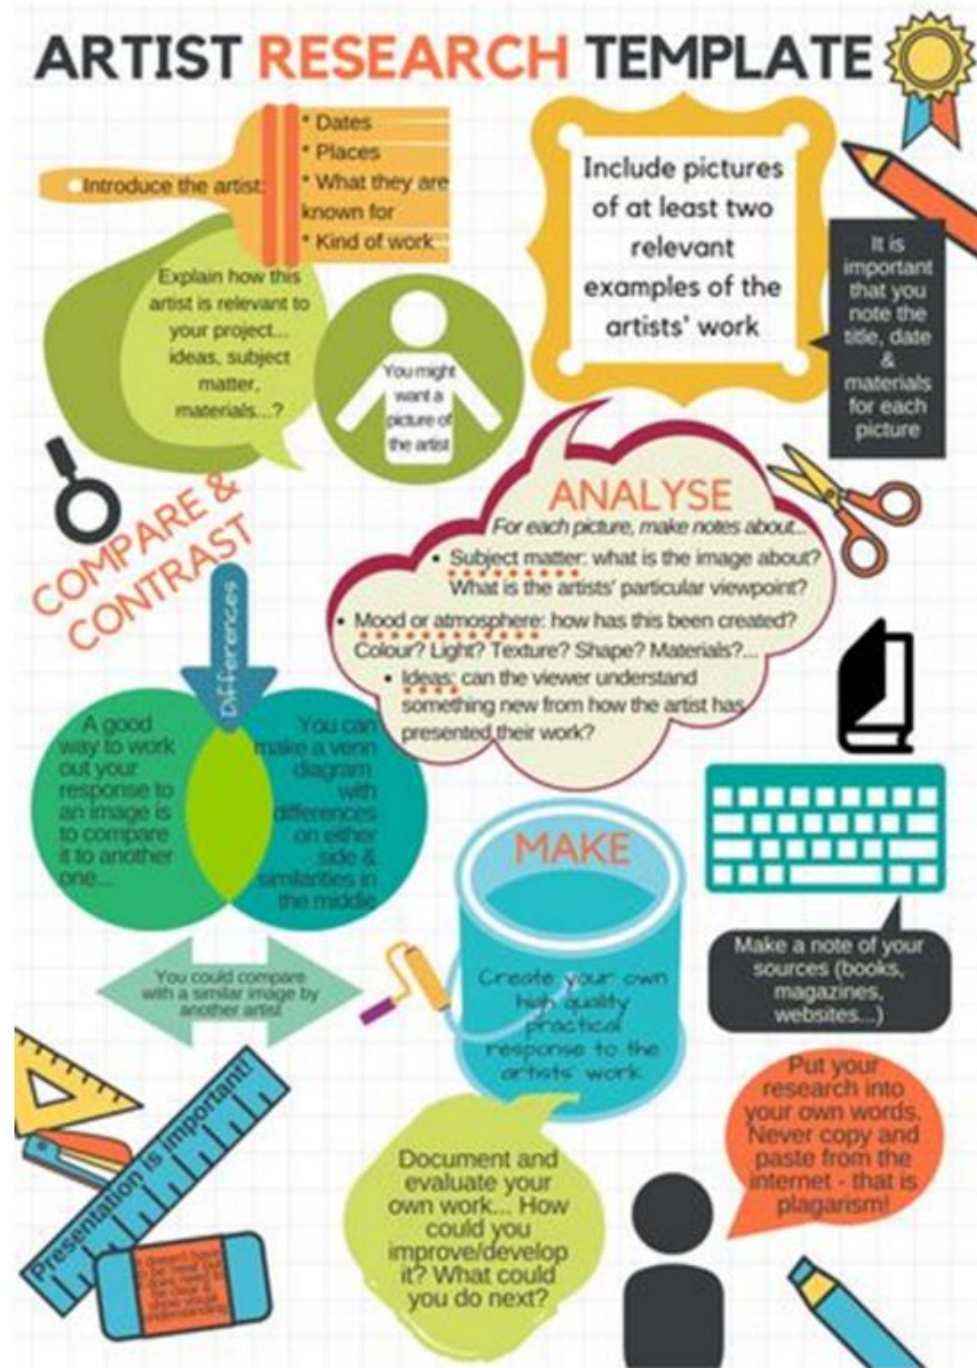 ARTIST RESEARCH TEMPLATE
Introduce the artist:
* Dates
* Places
* What they are
known for
* Kind of work
Include pictures
of at least two
relevant
examples of the
artists' work
It is
important
that you
note the
title, date
&
materials
for each
picture
Explain how this
artist is relevant to
your project...
ideas, subject
matter,
materials...?
You might
want a
picture of
the artist
COMPARE &
CONTRAST
ANALYSE
For each picture, make notes about...
• Subject matter: what is the image about?
What is the artists' particular viewpoint?
• Mood or atmosphere: how has this been created?
Colour? Light? Texture? Shape? Materials?...
• Ideas: can the viewer understand
something new from how the artist has
presented their work?
Differences
A good
way to work
out your
response to
an image is
to compare
it to another
one...
You can
make a venn
diagram
with
differences
on either
side &
similarities in
the middle
You could compare
with a similar image by
another artist
MAKE
Create your own
high quality
practical
response to the
artists' work
Make a note of your
sources (books,
magazines,
websites...)
Put your
research into
your own words.
Never copy and
paste from the
internet - that is
plagarism!
Presentation is important!
Document and
evaluate your
own work... How
could you
improve/develop
it? What could
you do next?
understanding